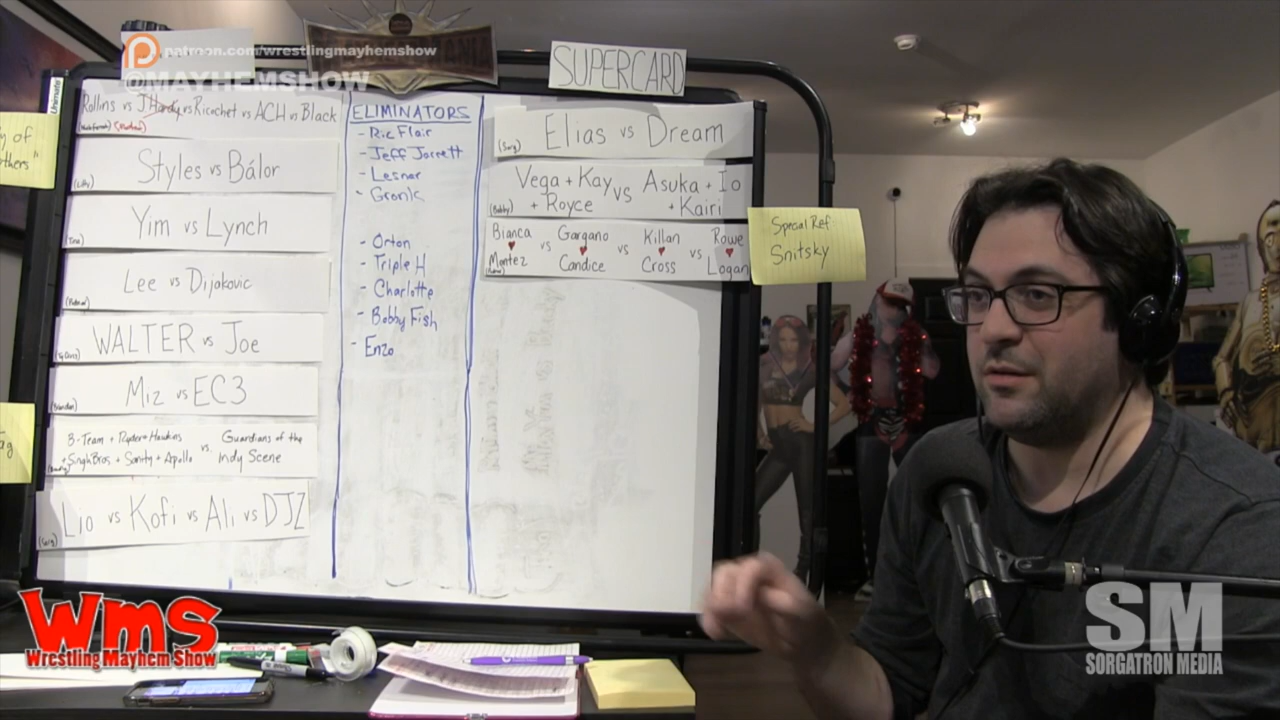 patreon.com/wrestlingmayhemshow
@MAYHEMSHOW
SUPERCARD
Rollins vs J Hardy vs Ricochet vs ACH vs Black
Styles vs Bálor
Yim vs Lynch
Lee vs Dijakovic
WALTER vs Joe
Miz vs EC3
B-Team + Ryder + Hawkins
+ Singh Bros + Sanity + Apollo
vs.
Guardians of the
Indy Scene
Lio vs Kofi vs Ali vs DJZ
ELIMINATORS
- Ric Flair
- Jeff Jarrett
- Lesnar
- Gronk
- Orton
- Triple H
- Charlotte
- Bobby Fish
- Enzo
Elias vs Dream
Vega + Kay
+ Royce
vs
Asuka + Io
+ Kairi
Bianca
Montez
vs
Gargano
Candice
vs
Killan
Cross
vs
Rowe
Logan
Special Ref
Snitsky
WMS
Wrestling Mayhem Show
SM
SORGATRON MEDIA